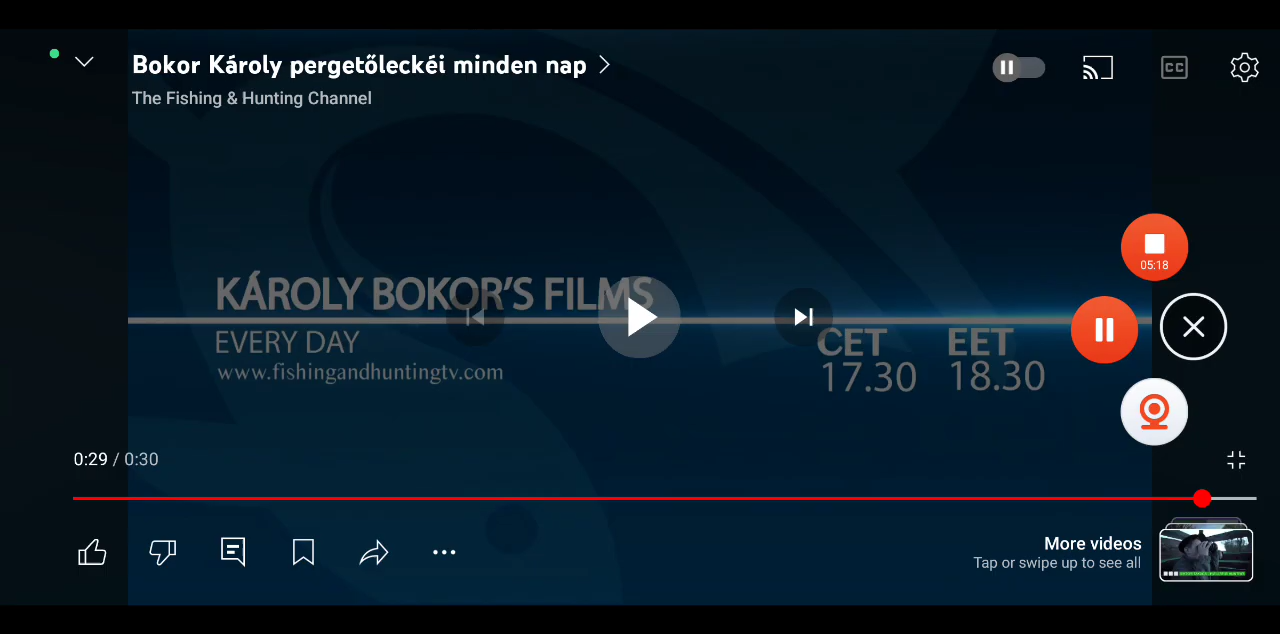 Bokor Károly pergetőleckéi minden nap
The Fishing & Hunting Channel
CC
05:18
KÁROLY BOKOR'S FILMS
EVERY DAY
www.fishingandhuntingtv.com
CET EET
17.30 18.30
0:29 / 0:30
More videos
Tap or swipe up to see all